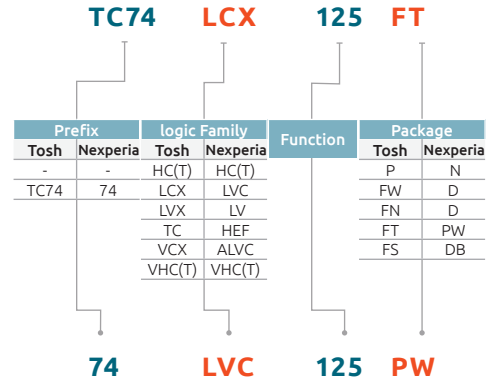 TC74 LCX 125 FT
Prefix logic Family Function Package
Tosh Nexperia Tosh Nexperia Tosh Nexperia
- - HC(T) HC(T) P N
TC74 74 LCX LVC FW D
LVX LV FN D
TC HEF FT PW
VCX ALVC FS DB
VHC(T) VHC(T)
74 LVC 125 PW